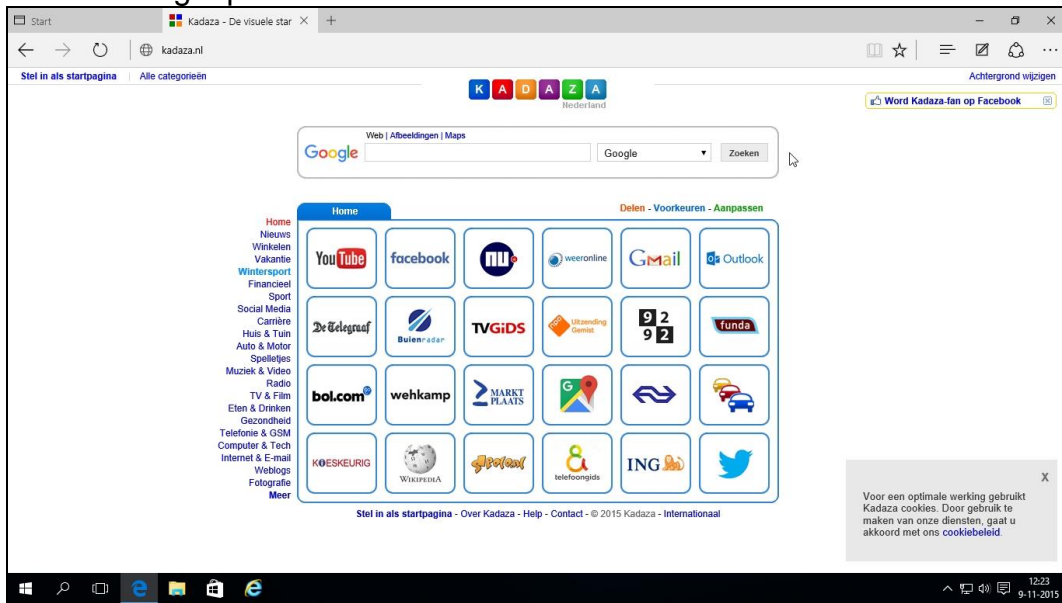 Start
Kadaza - De visuele star
kadaza.nl
Stel in als startpagina | Alle categorieën
Achtergrond wijzigen
KADAZA
Nederland
Word Kadaza-fan op Facebook
Web | Afbeeldingen | Maps
Google Google Zoeken
Home
Delen - Voorkeuren - Aanpassen
Home
Nieuws
Winkelen
Vakantie
Wintersport
Financieel
Sport
Social Media
Carrière
Huis & Tuin
Auto & Motor
Spelletjes
Muziek & Video
Radio
TV & Film
Eten & Drinken
Gezondheid
Telefonie & GSM
Computer & Tech
Internet & E-mail
Weblogs
Fotografie
Meer
YouTube facebook nu weeronline Gmail Outlook
De Telegraaf Buienradar TVGiDS Uitzending Gemist 9292 funda
bol.com wehkamp MARKTPLAATS G
KOESKEURIG WIKIPEDIA telefoongids ING
Stel in als startpagina - Over Kadaza - Help - Contact - © 2015 Kadaza - Internationaal
X
Voor een optimale werking gebruikt
Kadaza cookies. Door gebruik te
maken van onze diensten, gaat u
akkoord met ons cookiebeleid.
12:23
9-11-2015